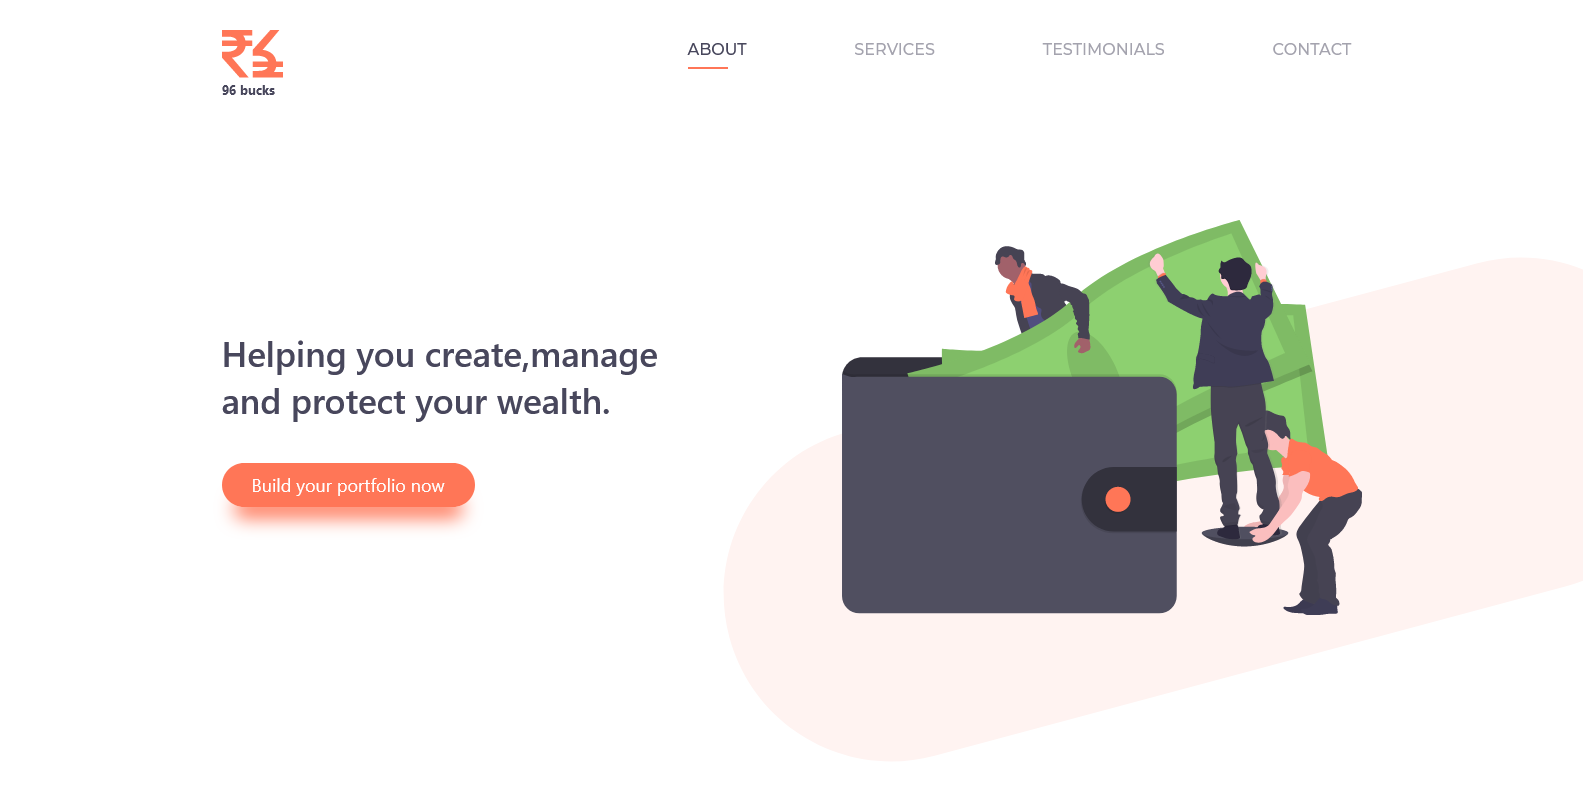 96 bucks
ABOUT
SERVICES
TESTIMONIALS
CONTACT
Helping you create,manage
and protect your wealth.
Build your portfolio now